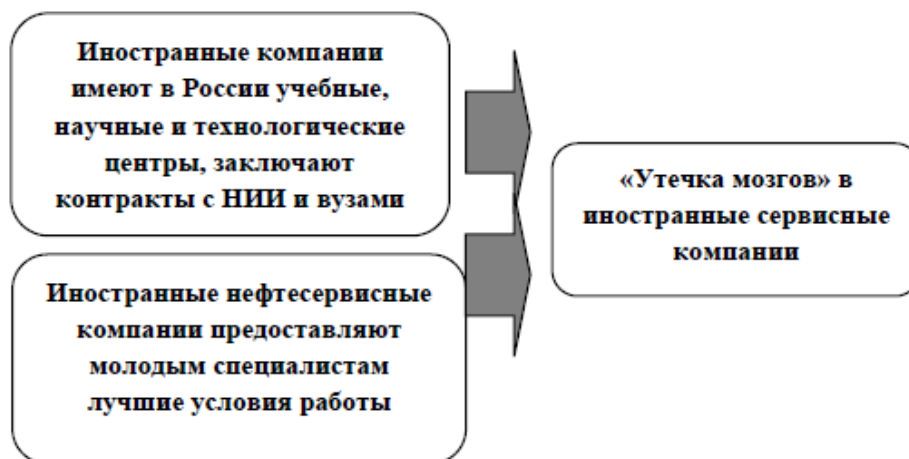 Иностранные компании
имеют в России учебные,
научные и технологические
центры, заключают
контракты с НИИ и вузами
Иностранные нефтесервисные
компании предоставляют
молодым специалистам
лучшие условия работы
«Утечка мозгов» в
иностранные сервисные
компании